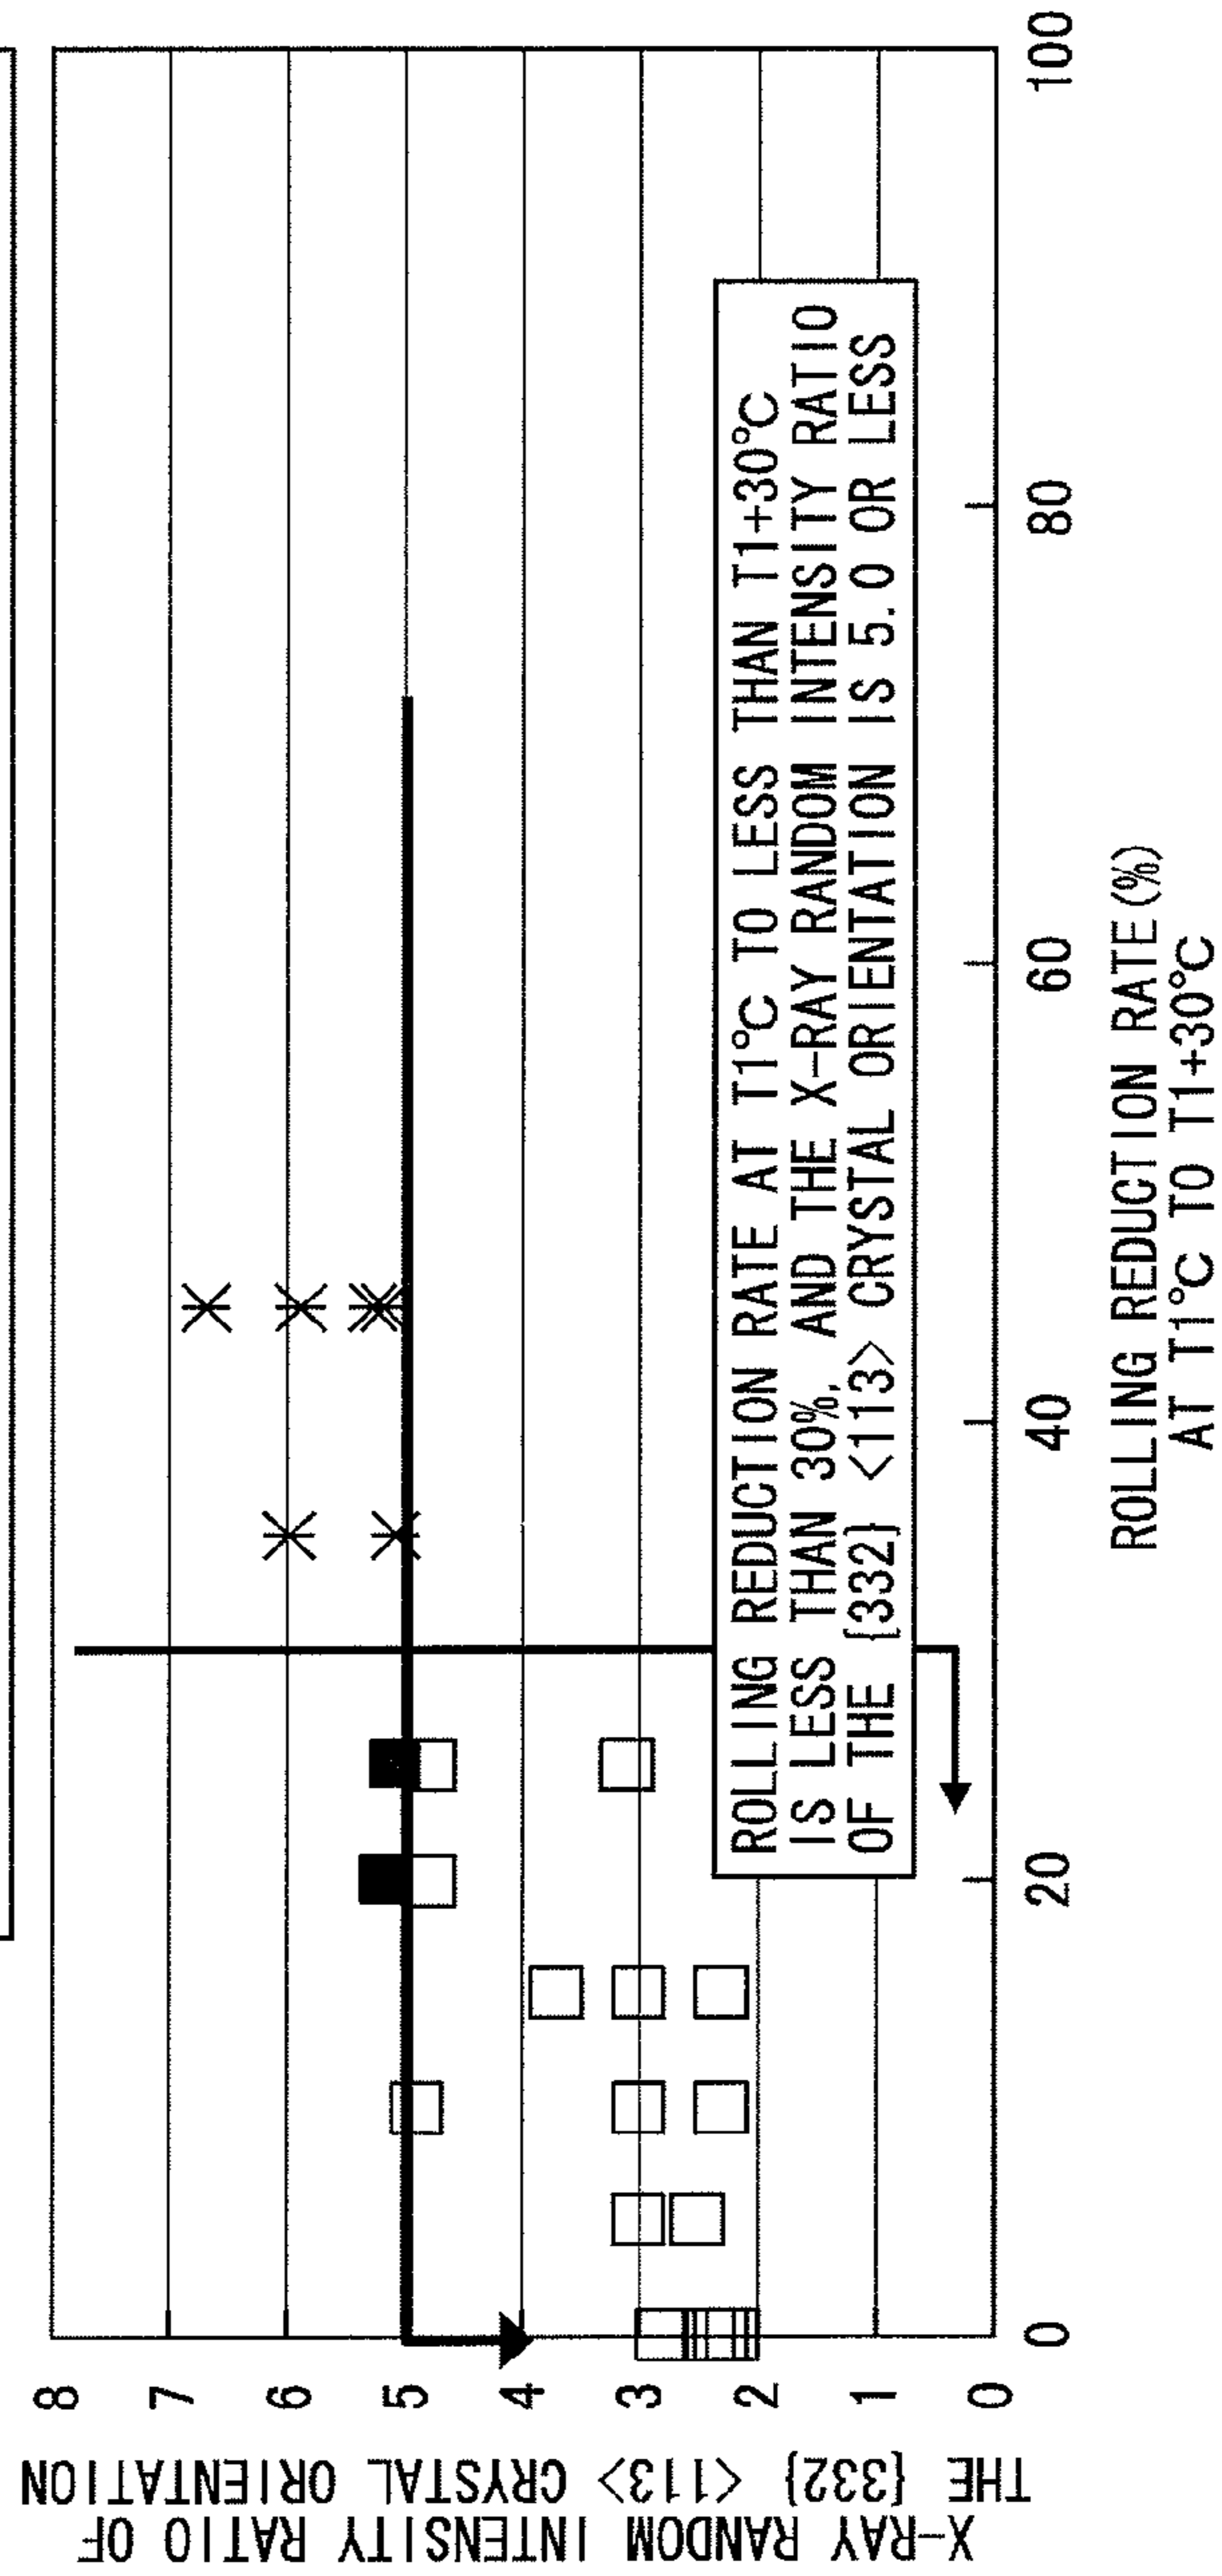 X-RAY RANDOM INTENSITY RATIO OF
THE {332} <113> CRYSTAL ORIENTATION
8
7
6
5
4
3
2
1
0
ROLLING REDUCTION RATE AT T1℃ TO LESS THAN T1+30℃
IS LESS THAN 30%, AND THE X-RAY RANDOM INTENSITY RATIO
OF THE {332} <113> CRYSTAL ORIENTATION IS 5.0 OR LESS
0
20
40
60
80
100
ROLLING REDUCTION RATE(%)
AT T1℃ TO T1+30℃